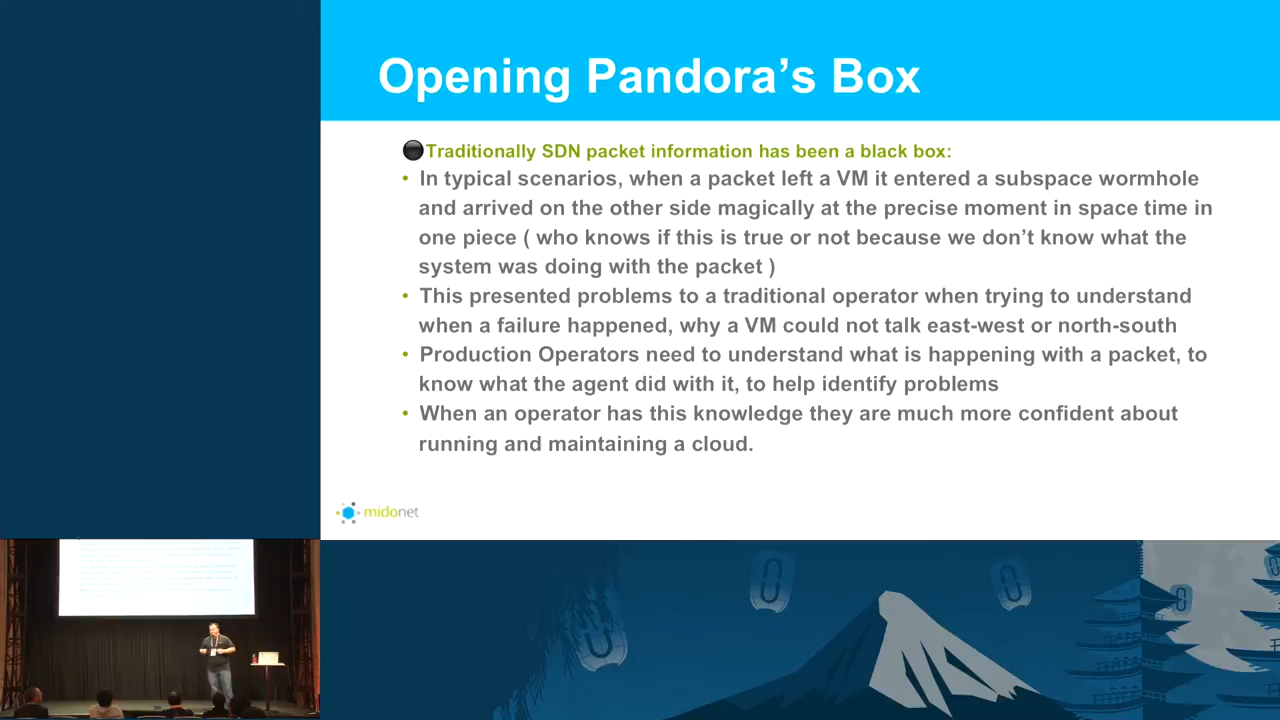 Opening Pandora's Box
Traditionally SDN packet information has been a black box:
• In typical scenarios, when a packet left a VM it entered a subspace wormhole
and arrived on the other side magically at the precise moment in space time in
one piece ( who knows if this is true or not because we don't know what the
system was doing with the packet )
• This presented problems to a traditional operator when trying to understand
when a failure happened, why a VM could not talk east-west or north-south
• Production Operators need to understand what is happening with a packet, to
know what the agent did with it, to help identify problems
• When an operator has this knowledge they are much more confident about
running and maintaining a cloud.
midonet